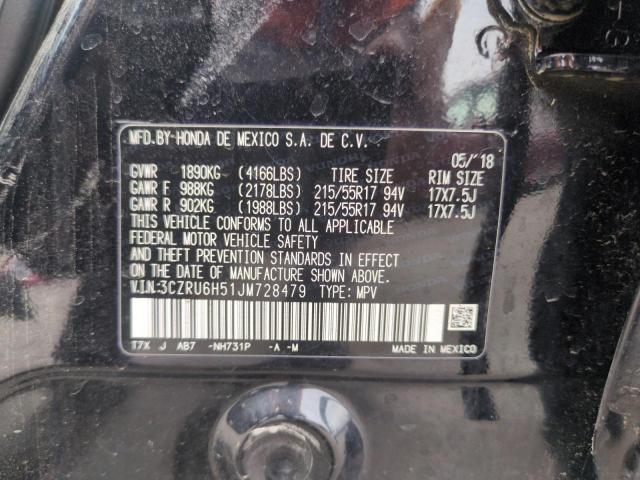 MFD.BY-HONDA DE MEXICO S.A. DE C.V.
05/'18
GVWR 1890KG (4166LBS) TIRE SIZE RIM SIZE
GAWR F 988KG (2178LBS) 215/55R17 94V 17X7.5J
GAWR R 902KG (1988LBS) 215/55R17 94V 17X7.5J
THIS VEHICLE CONFORMS TO ALL APPLICABLE
FEDERAL MOTOR VEHICLE SAFETY
AND THEFT PREVENTION STANDARDS IN EFFECT
ON THE DATE OF MANUFACTURE SHOWN ABOVE.
V.I.N:3CZRU6H51JM728479 TYPE: MPV
T7X J AB7 -NH731P -A -M MADE IN MEXICO